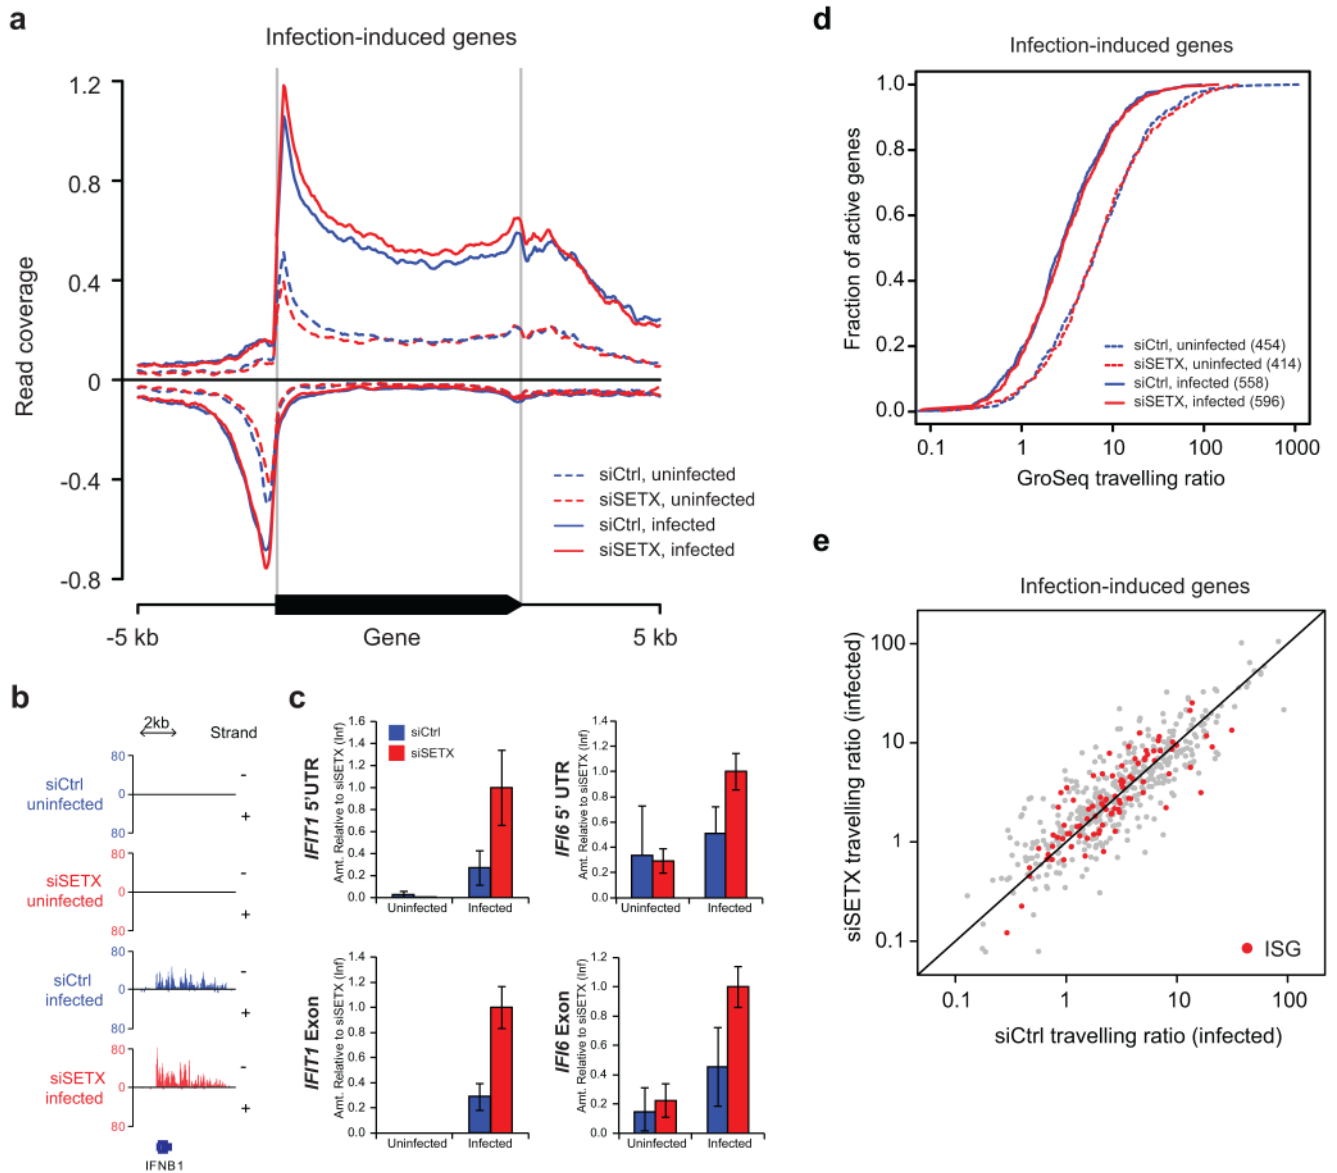 a
Infection-induced genes
Read coverage
1.2
0.8
0.4
0
-0.4
-0.8
siCtrl, uninfected
siSETX, uninfected
siCtrl, infected
siSETX, infected
-5 kb
Gene
5 kb
b
2kb
Strand
siCtrl
uninfected
80
0
80
-
+
siSETX
uninfected
80
0
80
-
+
siCtrl
infected
80
0
80
-
+
siSETX
infected
80
0
80
-
+
IFNB1
c
IFIT1 5'UTR
Amt. Relative to siSETX (Inf)
1.6
1.4
1.2
1.0
0.8
0.6
0.4
0.2
0.0
siCtrl
siSETX
Uninfected
Infected
IFI6 5' UTR
Amt. Relative to siSETX (Inf)
1.4
1.2
1.0
0.8
0.6
0.4
0.2
0.0
Uninfected
Infected
IFIT1 Exon
Amt. Relative to siSETX (Inf)
1.4
1.2
1.0
0.8
0.6
0.4
0.2
0.0
Uninfected
Infected
IFI6 Exon
Amt. Relative to siSETX (Inf)
1.2
1.0
0.8
0.6
0.4
0.2
0.0
Uninfected
Infected
d
Infection-induced genes
Fraction of active genes
1.0
0.8
0.6
0.4
0.2
0.0
siCtrl, uninfected (454)
siSETX, uninfected (414)
siCtrl, infected (558)
siSETX, infected (596)
0.1
1
10
100
1000
GroSeq travelling ratio
e
Infection-induced genes
siSETX travelling ratio (infected)
100
10
1
0.1
ISG
0.1
1
10
100
siCtrl travelling ratio (infected)